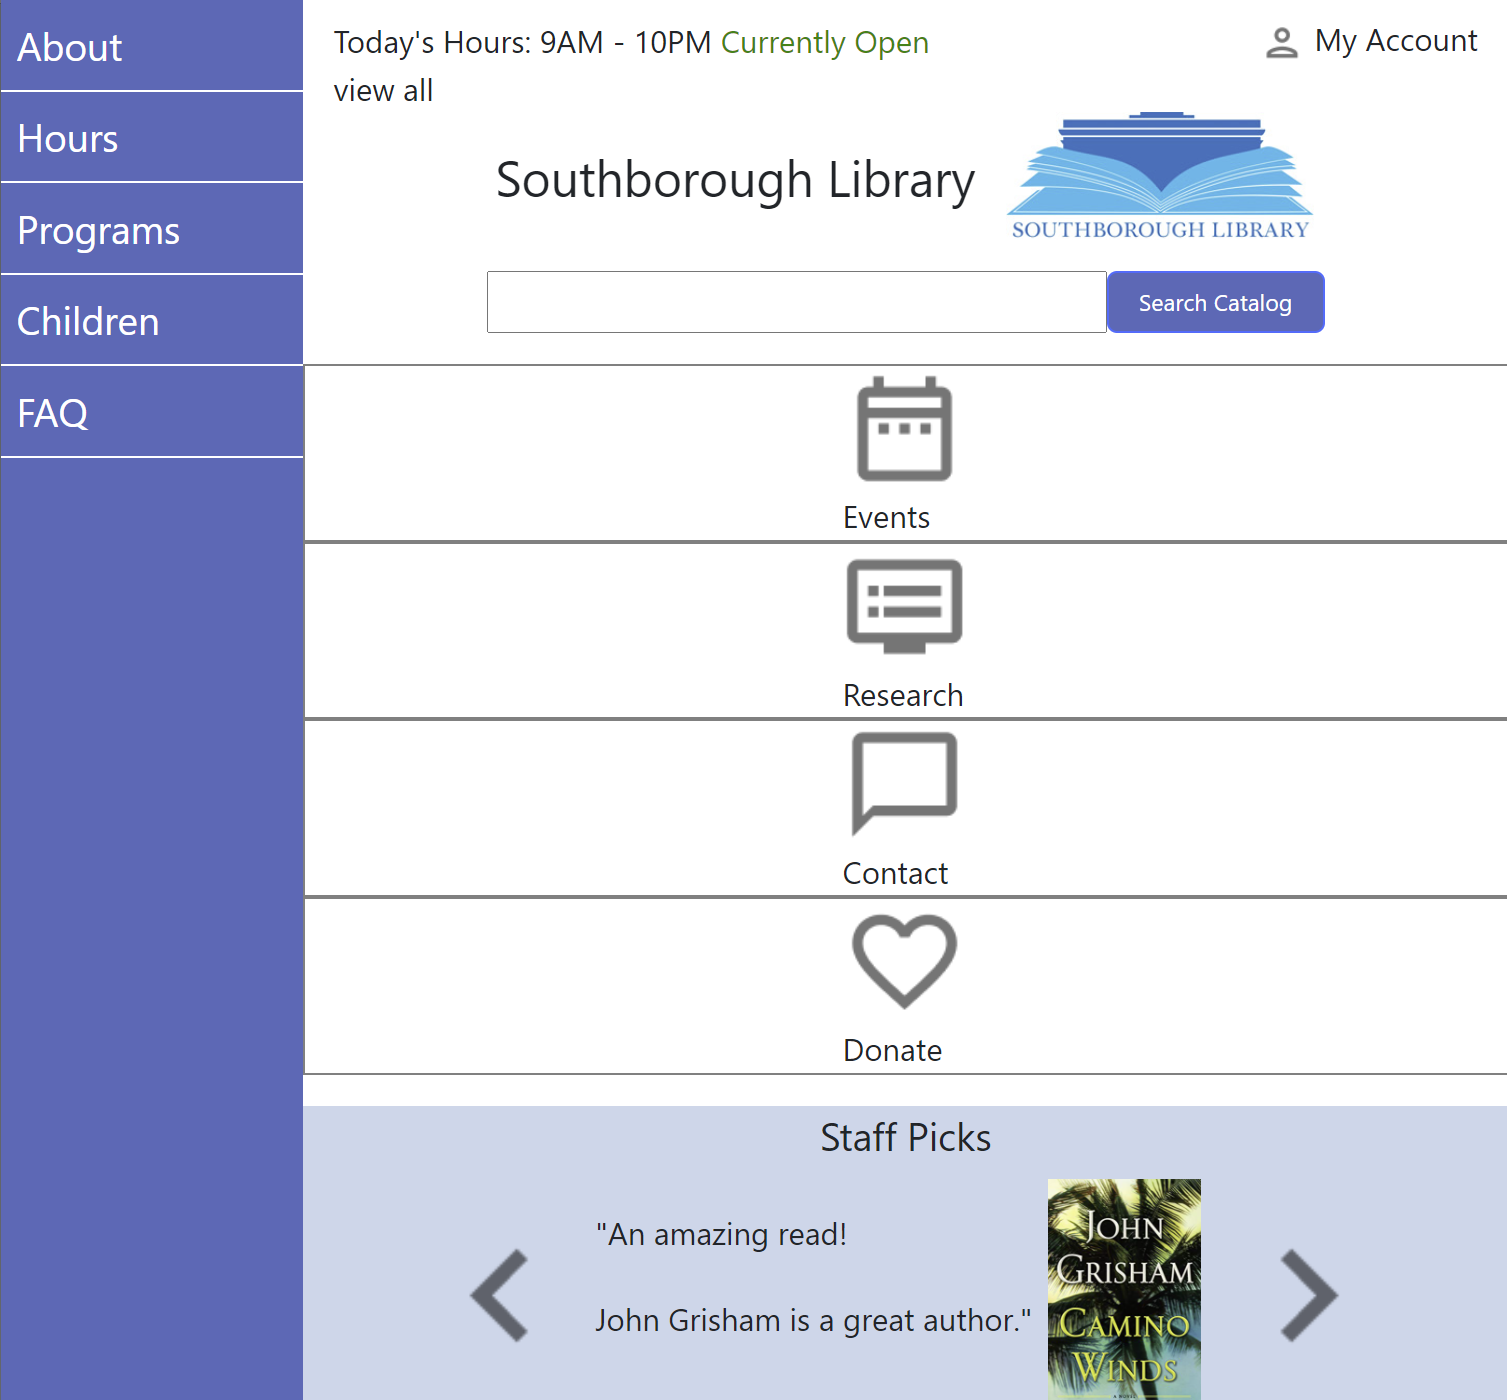 About
Hours
Programs
Children
FAQ
Today's Hours: 9AM - 10PM Currently Open
view all
My Account
Southborough Library
SOUTHBOROUGH LIBRARY
Search Catalog
Events
Research
Contact
Donate
Staff Picks
"An amazing read!
John Grisham is a great author."
JOHN
GRISHAM
CAMINO
WINDS
A NOVEL